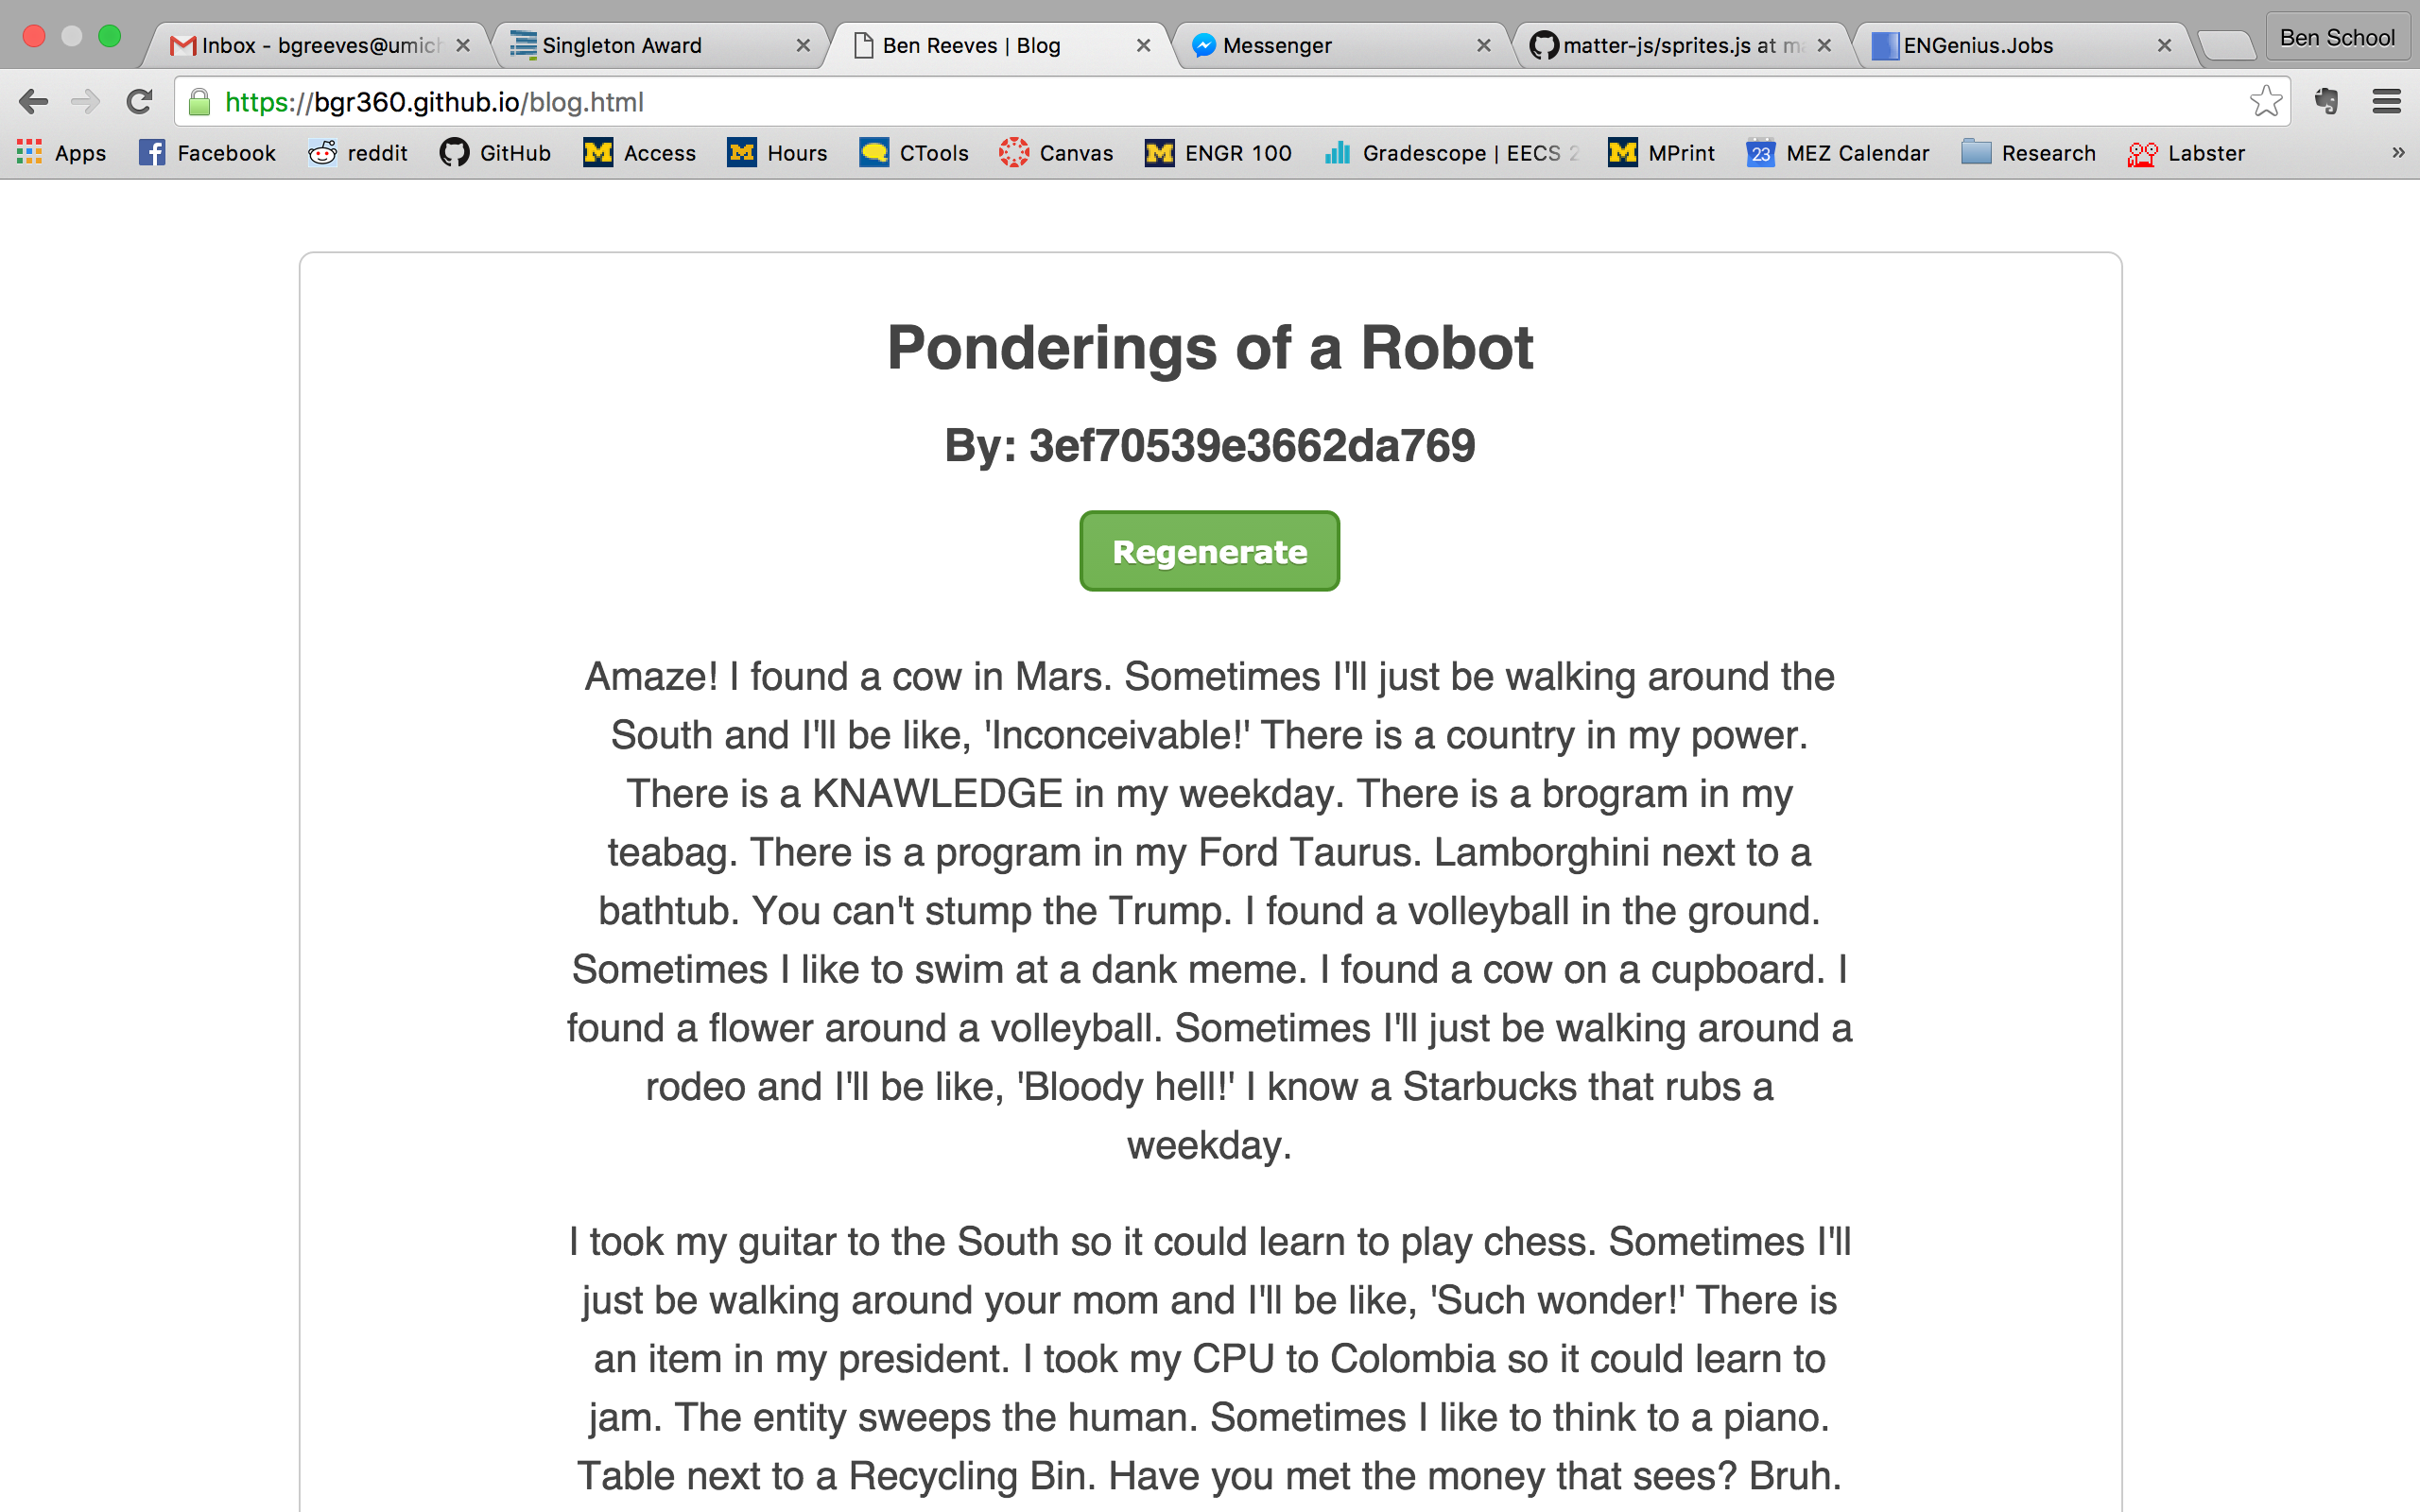 Inbox - bgreeves@umich
Singleton Award
Ben Reeves | Blog
Messenger
matter-js/sprites.js at ma
ENGenius.Jobs
Ben School
https://bgr360.github.io/blog.html
Apps
Facebook
reddit
GitHub
Access
Hours
CTools
Canvas
ENGR 100
Gradescope | EECS 2
MPrint
23
MEZ Calendar
Research
Labster
»
Ponderings of a Robot
By: 3ef70539e3662da769
Regenerate
Amaze! I found a cow in Mars. Sometimes I'll just be walking around the
South and I'll be like, 'Inconceivable!' There is a country in my power.
There is a KNAWLEDGE in my weekday. There is a brogram in my
teabag. There is a program in my Ford Taurus. Lamborghini next to a
bathtub. You can't stump the Trump. I found a volleyball in the ground.
Sometimes I like to swim at a dank meme. I found a cow on a cupboard. I
found a flower around a volleyball. Sometimes I'll just be walking around a
rodeo and I'll be like, 'Bloody hell!' I know a Starbucks that rubs a
weekday.
I took my guitar to the South so it could learn to play chess. Sometimes I'll
just be walking around your mom and I'll be like, 'Such wonder!' There is
an item in my president. I took my CPU to Colombia so it could learn to
jam. The entity sweeps the human. Sometimes I like to think to a piano.
Table next to a Recycling Bin. Have you met the money that sees? Bruh.